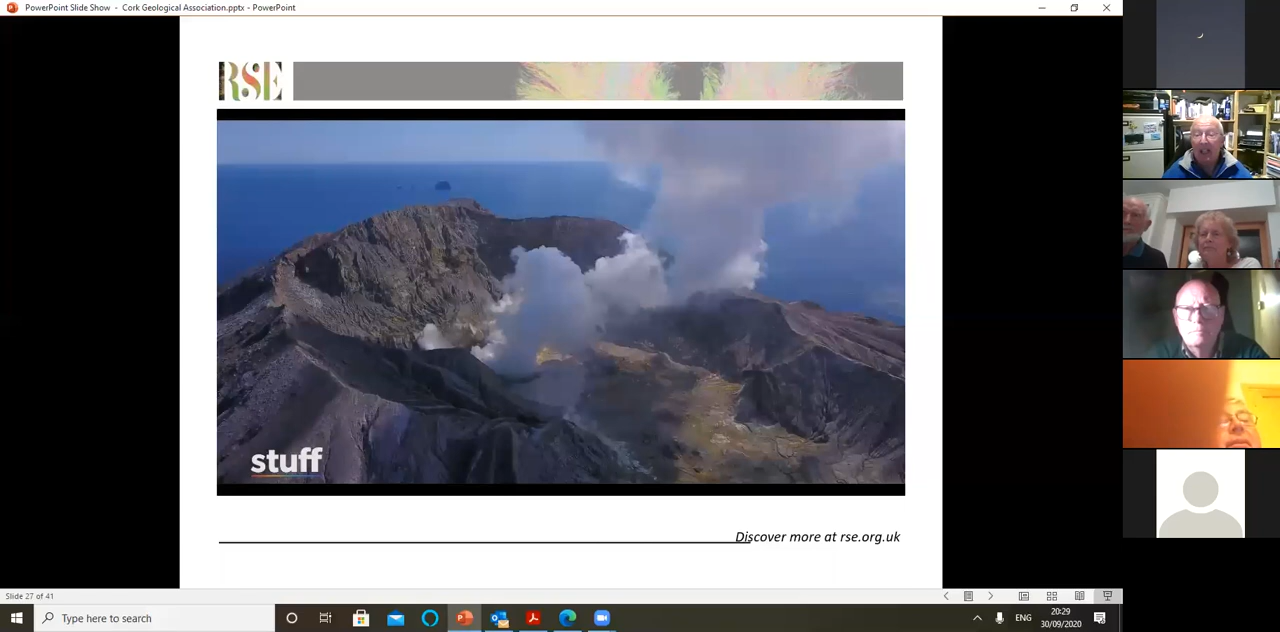 PowerPoint Slide Show - Cork Geological Association.pptx - PowerPoint
RSE
stuff
Discover more at rse.org.uk
Slide 27 of 41
Type here to search
ENG
20:29
30/09/2020